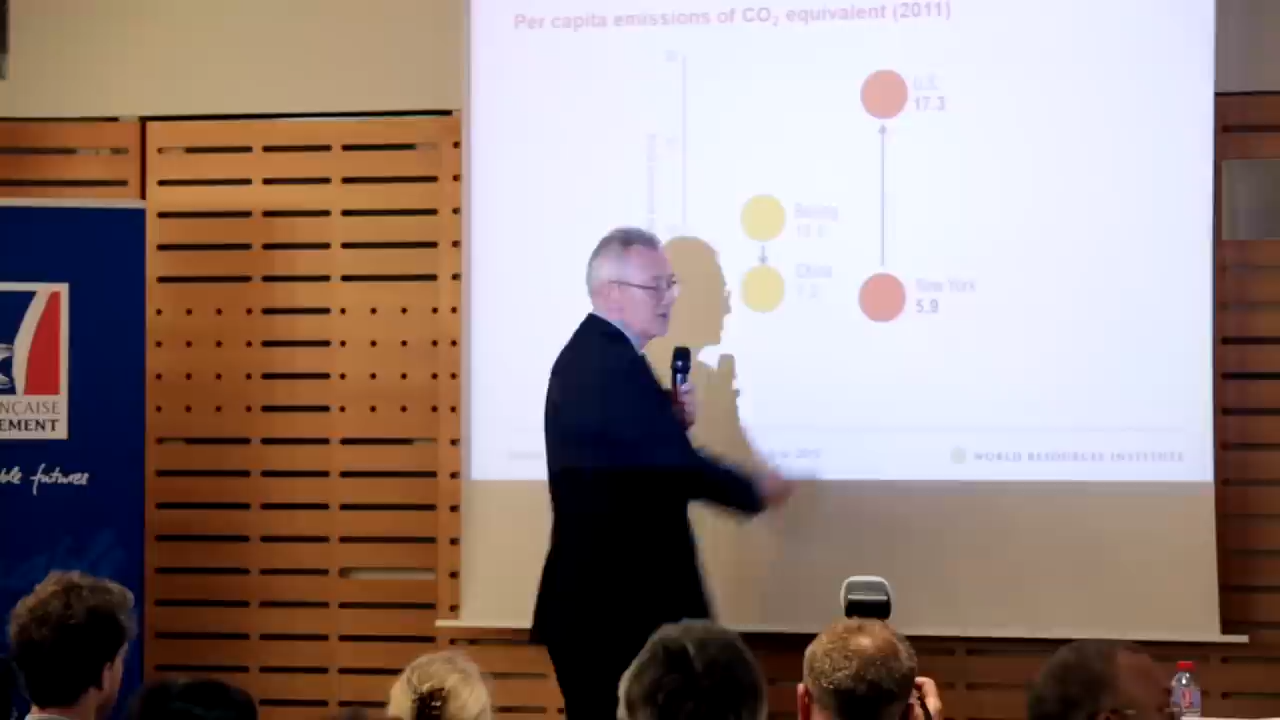 Per capita emissions of CO₂ equivalent (2011)
U.S.
17.3
Beijing
China
New York
5.9
WORLD RESOURCES INSTITUTE
NÇAISE
EMENT
ble futures